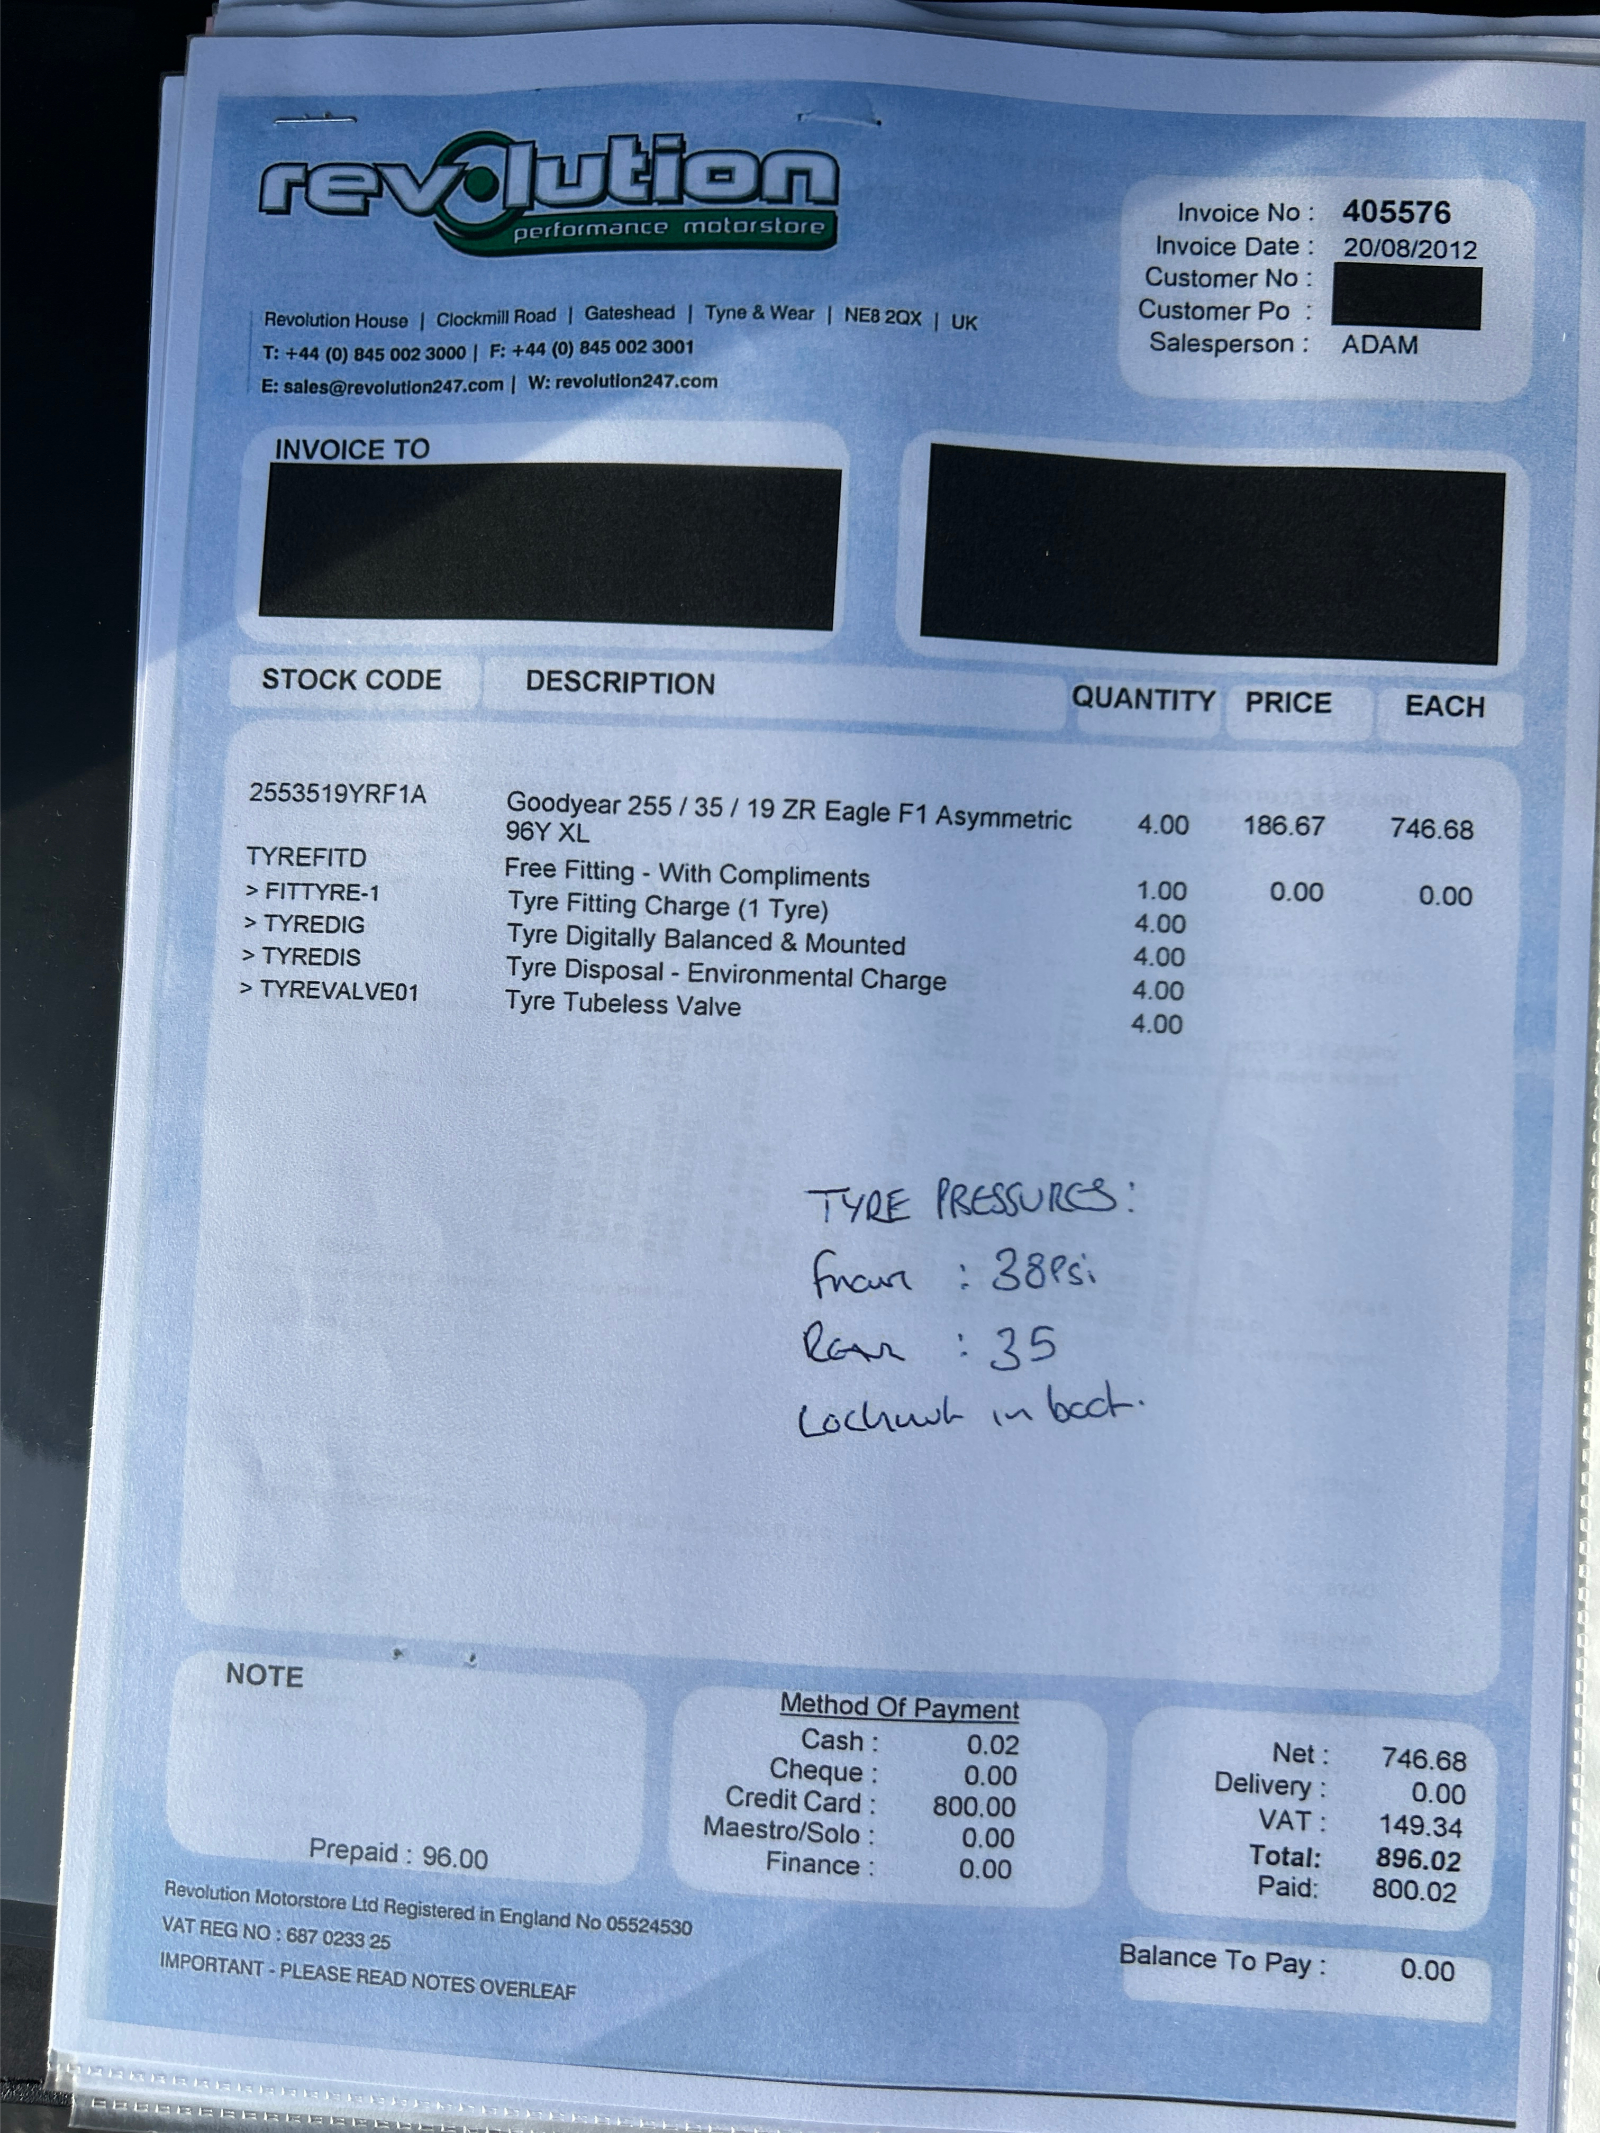 revolution
performance motorstore
Revolution House | Clockmill Road | Gateshead | Tyne & Wear | NE8 2QX | UK
T: +44 (0) 845 002 3000 | F: +44 (0) 845 002 3001
E: sales@revolution247.com | W: revolution247.com
Invoice No : 405576
Invoice Date : 20/08/2012
Customer No :
Customer Po :
Salesperson : ADAM
INVOICE TO
STOCK CODE DESCRIPTION QUANTITY PRICE EACH
2553519YRF1A Goodyear 255 / 35 / 19 ZR Eagle F1 Asymmetric 4.00 186.67 746.68
96Y XL
TYREFITD Free Fitting - With Compliments 1.00 0.00 0.00
> FITTYRE-1 Tyre Fitting Charge (1 Tyre) 4.00
> TYREDIG Tyre Digitally Balanced & Mounted 4.00
> TYREDIS Tyre Disposal - Environmental Charge 4.00
> TYREVALVE01 Tyre Tubeless Valve 4.00
TYRE PRESSURES:
Front : 38Psi
Rear : 35
Locknut in boot.
NOTE
Prepaid : 96.00
Method Of Payment
Cash : 0.02
Cheque : 0.00
Credit Card : 800.00
Maestro/Solo : 0.00
Finance : 0.00
Net : 746.68
Delivery : 0.00
VAT : 149.34
Total: 896.02
Paid: 800.02
Balance To Pay : 0.00
Revolution Motorstore Ltd Registered in England No 05524530
VAT REG NO : 687 0233 25
IMPORTANT - PLEASE READ NOTES OVERLEAF